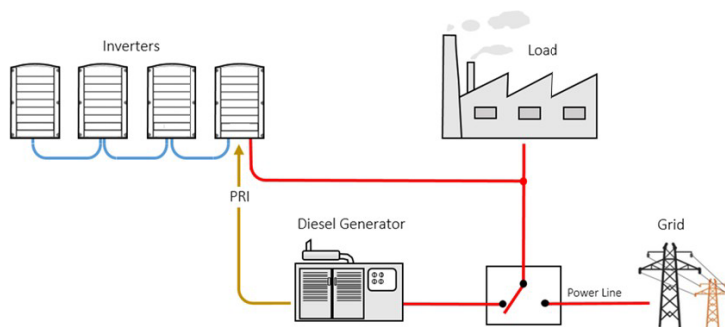 Inverters
Load
PRI
Diesel Generator
Grid
Power Line